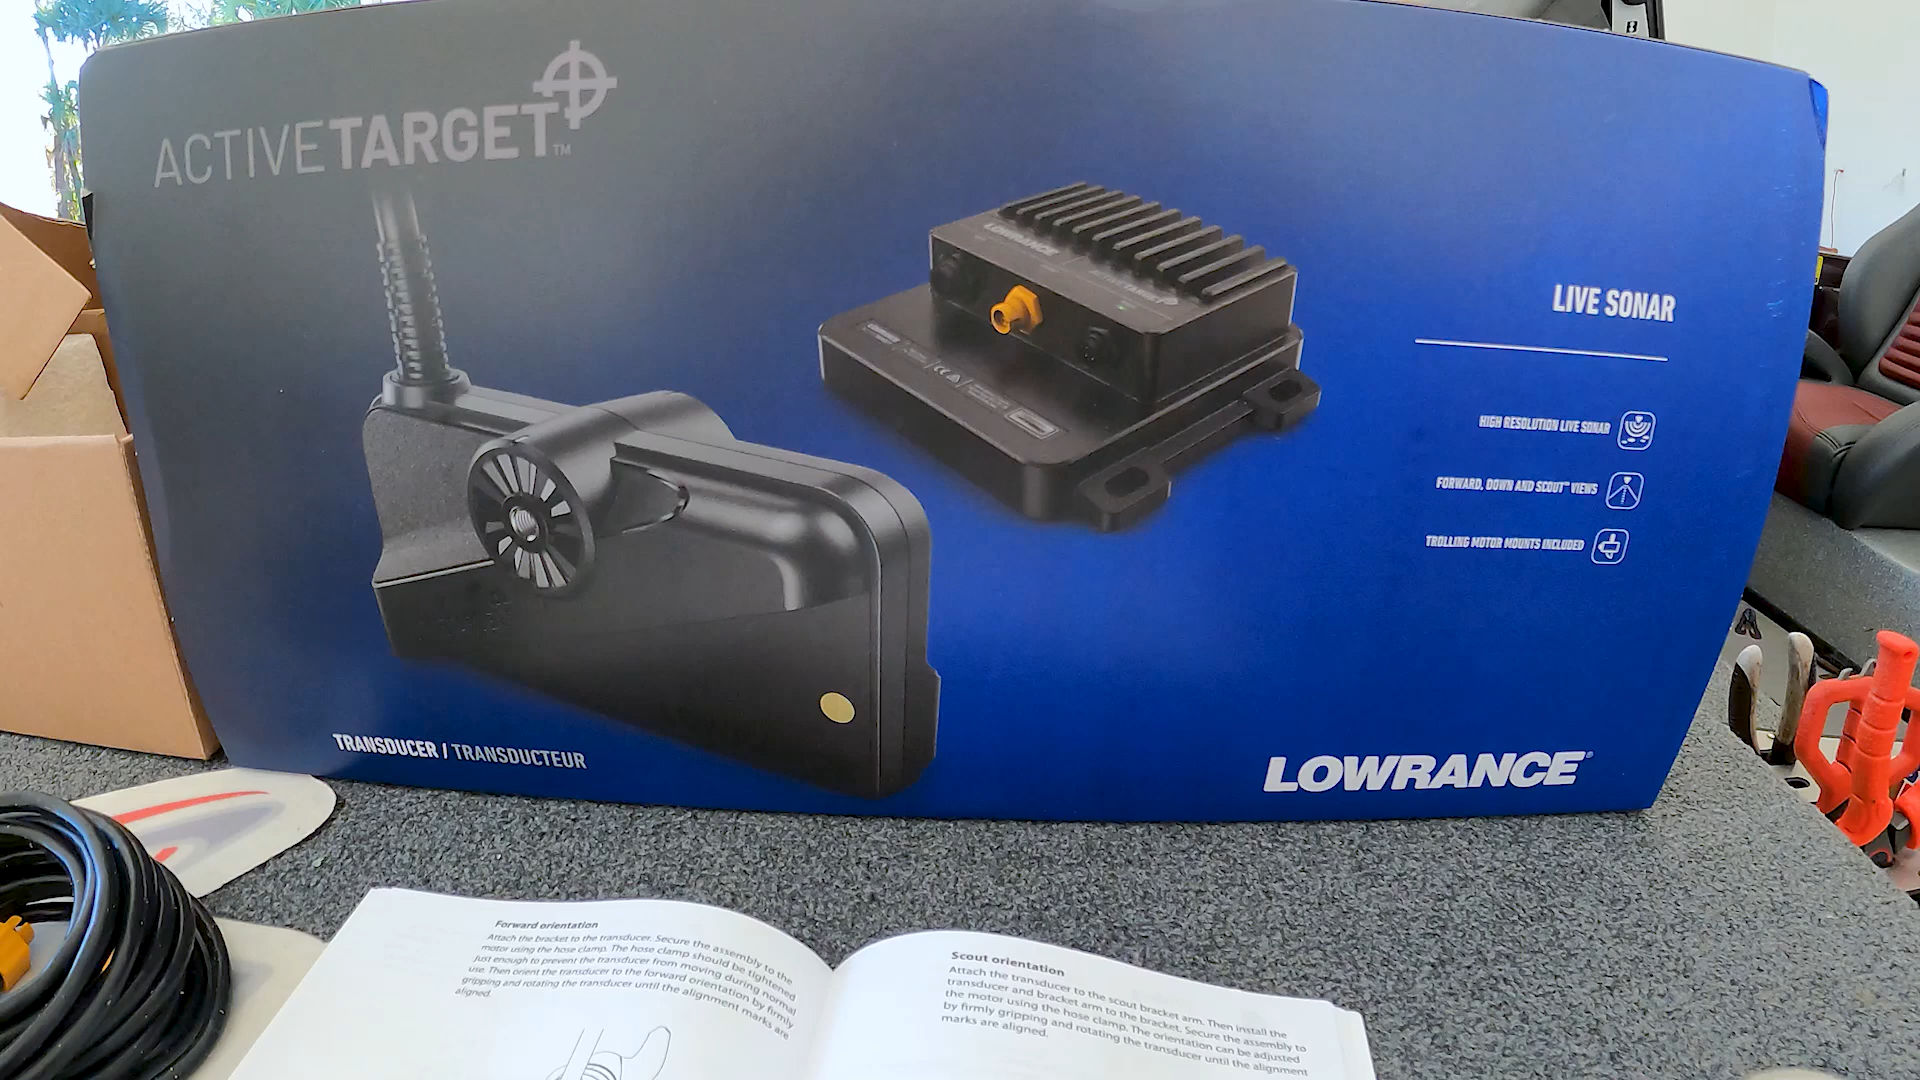 ACTIVETARGET™
LOWRANCE
LIVE SONAR
HIGH RESOLUTION LIVE SONAR
FORWARD, DOWN AND SCOUT™ VIEWS
TROLLING MOTOR MOUNTS INCLUDED
TRANSDUCER / TRANSDUCTEUR
LOWRANCE®
Forward orientation
Attach the bracket to the transducer. Secure the assembly to the
motor using the hose clamp. The hose clamp should be tightened
just enough to prevent the transducer from moving during normal
use. Then orient the transducer to the forward orientation by firmly
gripping and rotating the transducer until the alignment marks are
aligned.
Scout orientation
Attach the transducer to the scout bracket arm. Then install the
transducer and bracket arm to the bracket. Secure the assembly to
the motor using the hose clamp. The orientation can be adjusted
by firmly gripping and rotating the transducer until the alignment
marks are aligned.